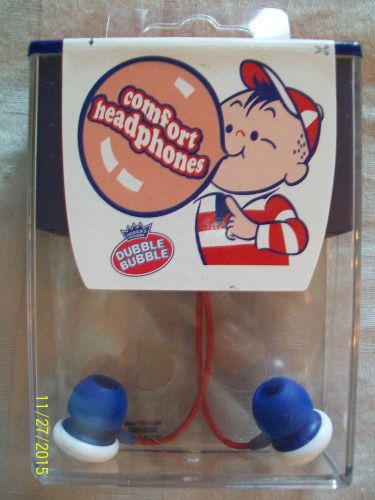 comfort
headphones
DUBBLE
BUBBLE
11/27/2015